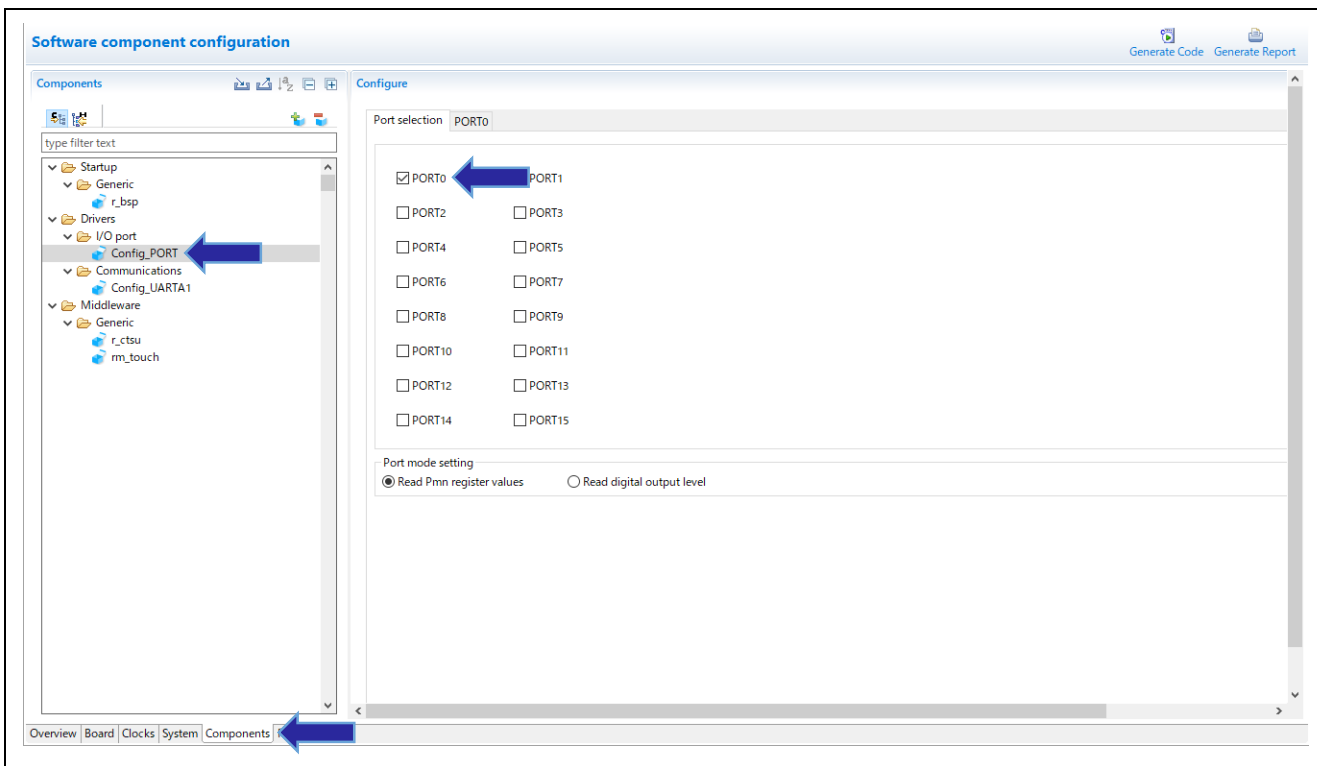 Software component configuration
Generate Code Generate Report
Components
Configure
type filter text
Startup
Generic
r_bsp
Drivers
I/O port
Config_PORT
Communications
Config_UARTA1
Middleware
Generic
r_ctsu
rm_touch
Port selection PORT0
PORT0 PORT1
PORT2 PORT3
PORT4 PORT5
PORT6 PORT7
PORT8 PORT9
PORT10 PORT11
PORT12 PORT13
PORT14 PORT15
Port mode setting
Read Pmn register values Read digital output level
Overview Board Clocks System Components